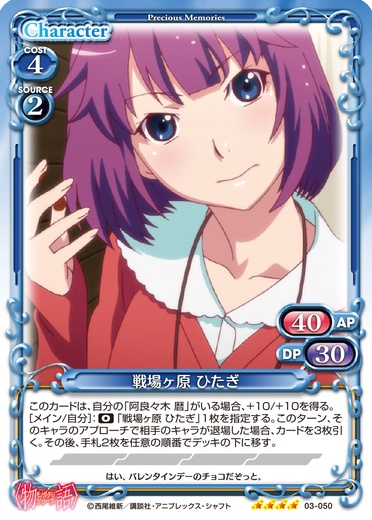 Precious Memories
Character
COST
4
SOURCE
2
40 AP
DP 30
戦場ヶ原 ひたぎ
このカードは、自分の「阿良々木 暦」がいる場合、+10/+10を得る。
[メイン/自分]:0「戦場ヶ原 ひたぎ」1枚を指定する。このターン、そ
のキャラのアプローチで相手のキャラが退場した場合、カードを3枚引
く。その後、手札2枚を任意の順番でデッキの下に移す。
はい、バレンタインデーのチョコだぞっと。
物語
©西尾維新/講談社・アニプレックス・シャフト
03-050